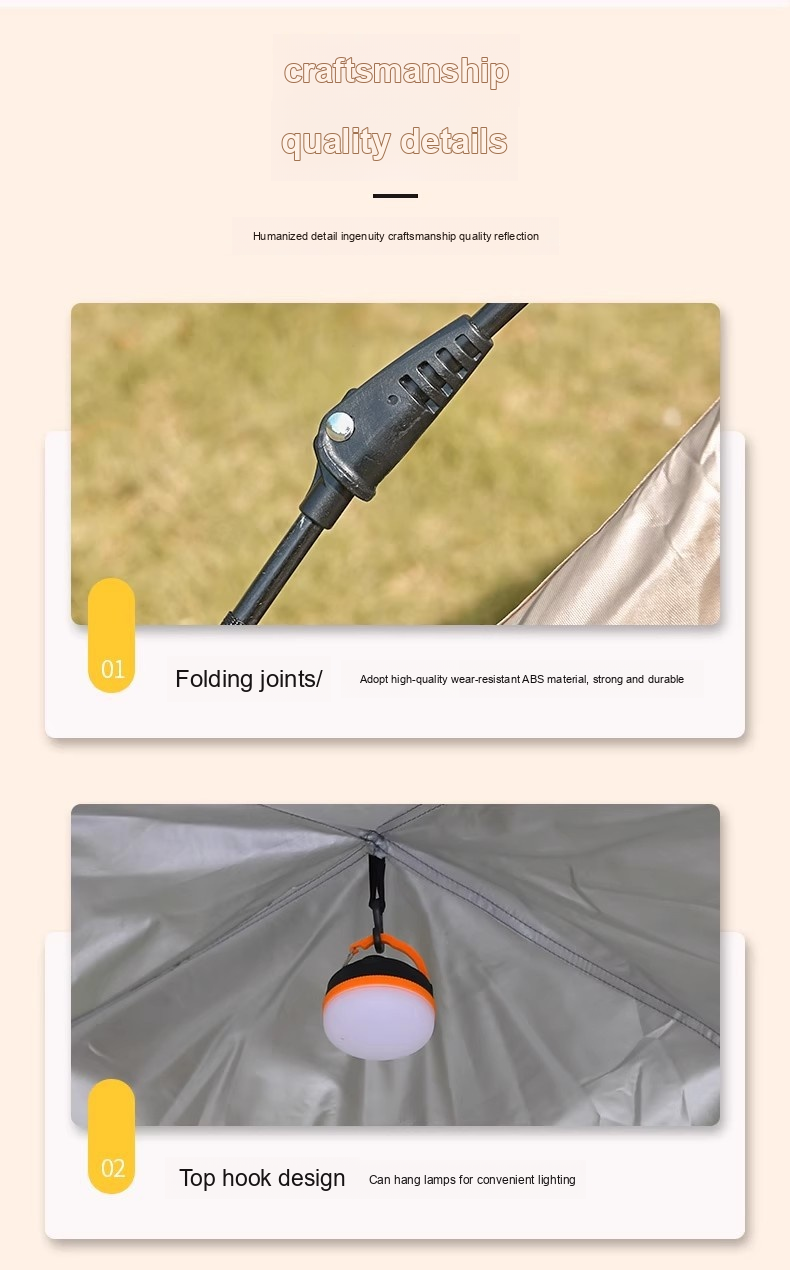 craftsmanship
quality details
Humanized detail ingenuity craftsmanship quality reflection
01
Folding joints/ Adopt high-quality wear-resistant ABS material, strong and durable
02
Top hook design Can hang lamps for convenient lighting